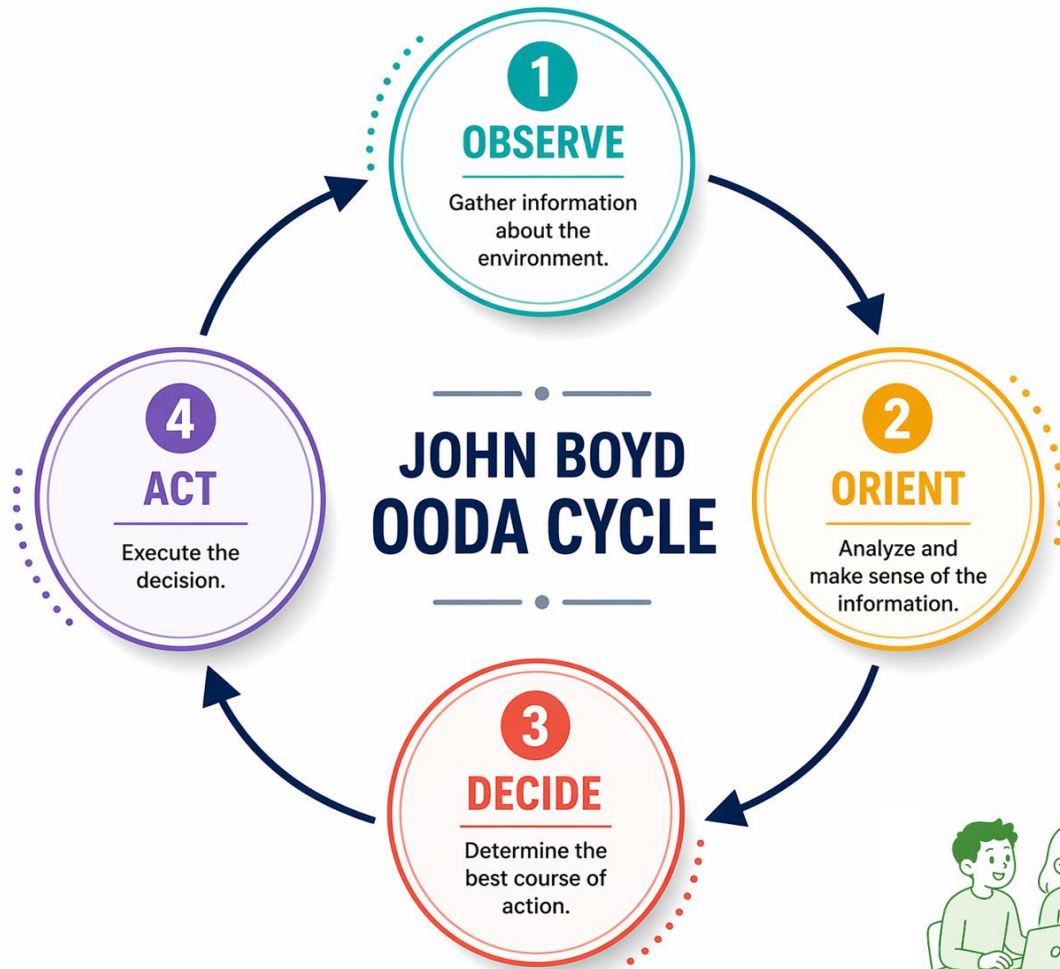 1
OBSERVE
Gather information
about the
environment.
2
ORIENT
Analyze and
make sense of the
information.
3
DECIDE
Determine the
best course of
action.
4
ACT
Execute the
decision.
JOHN BOYD
OODA CYCLE